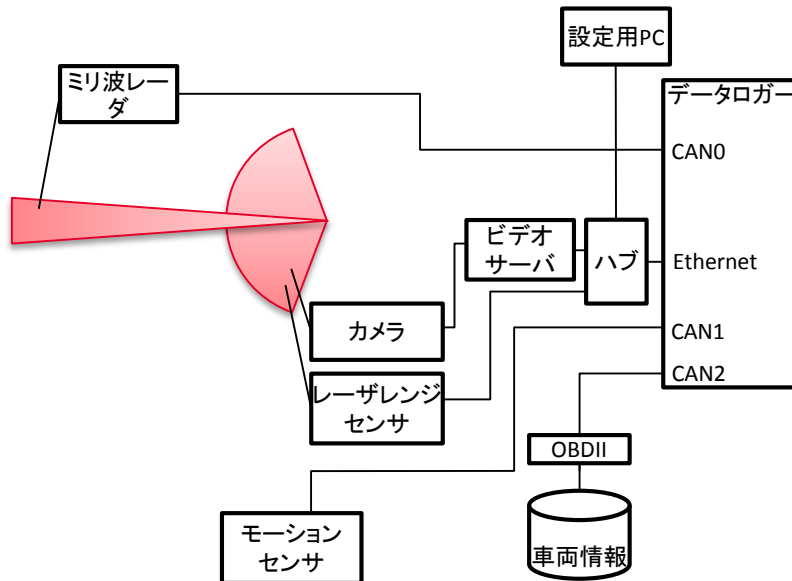 設定用PC
ミリ波レー
ダ
データロガー
CAN0
ビデオ
サーバ
ハブ
Ethernet
カメラ
CAN1
レーザレンジ
センサ
CAN2
OBDII
モーション
センサ
車両情報